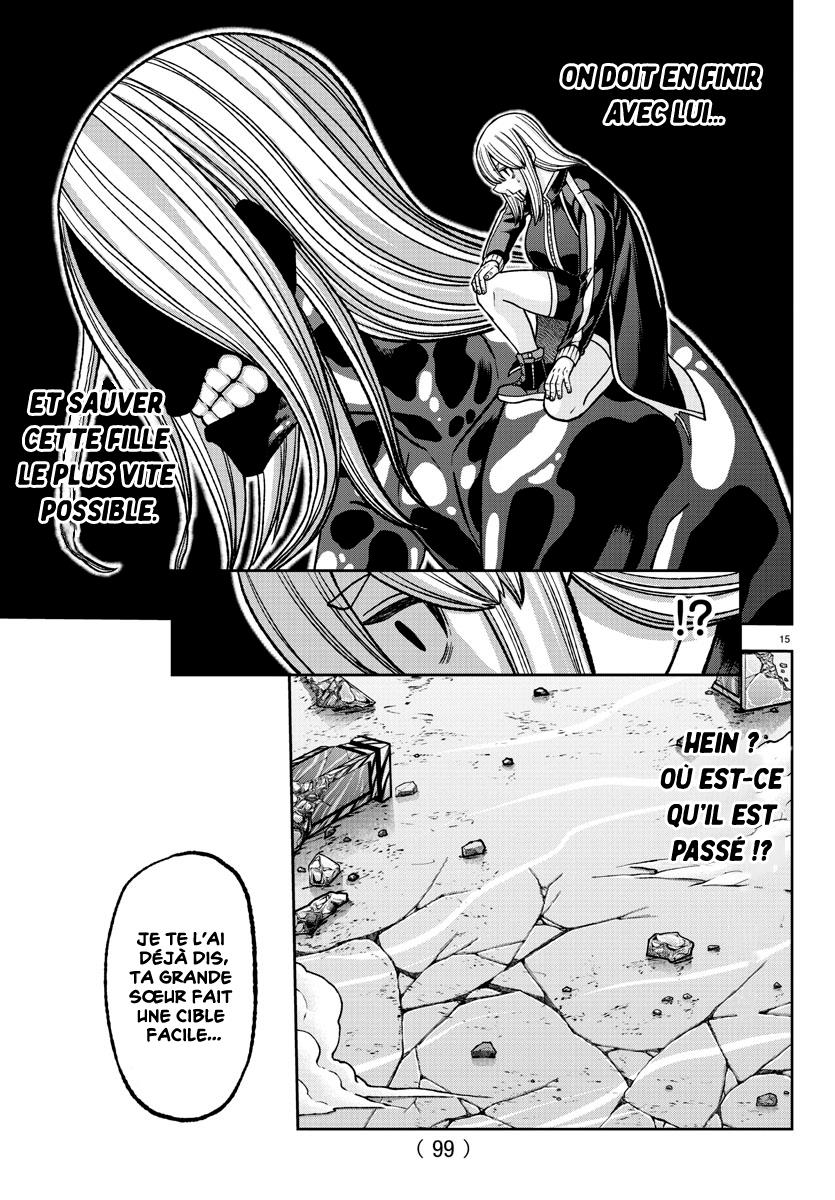 ON DOIT EN FINIR
AVEC LUI...
ET SAUVER
CETTE FILLE
LE PLUS VITE
POSSIBLE.
!?
15
HEIN ?
OÙ EST-CE
QU'IL EST
PASSÉ !?
JE TE L'AI
DÉJÀ DIS,
TA GRANDE
SŒUR FAIT
UNE CIBLE
FACILE...
( 99 )